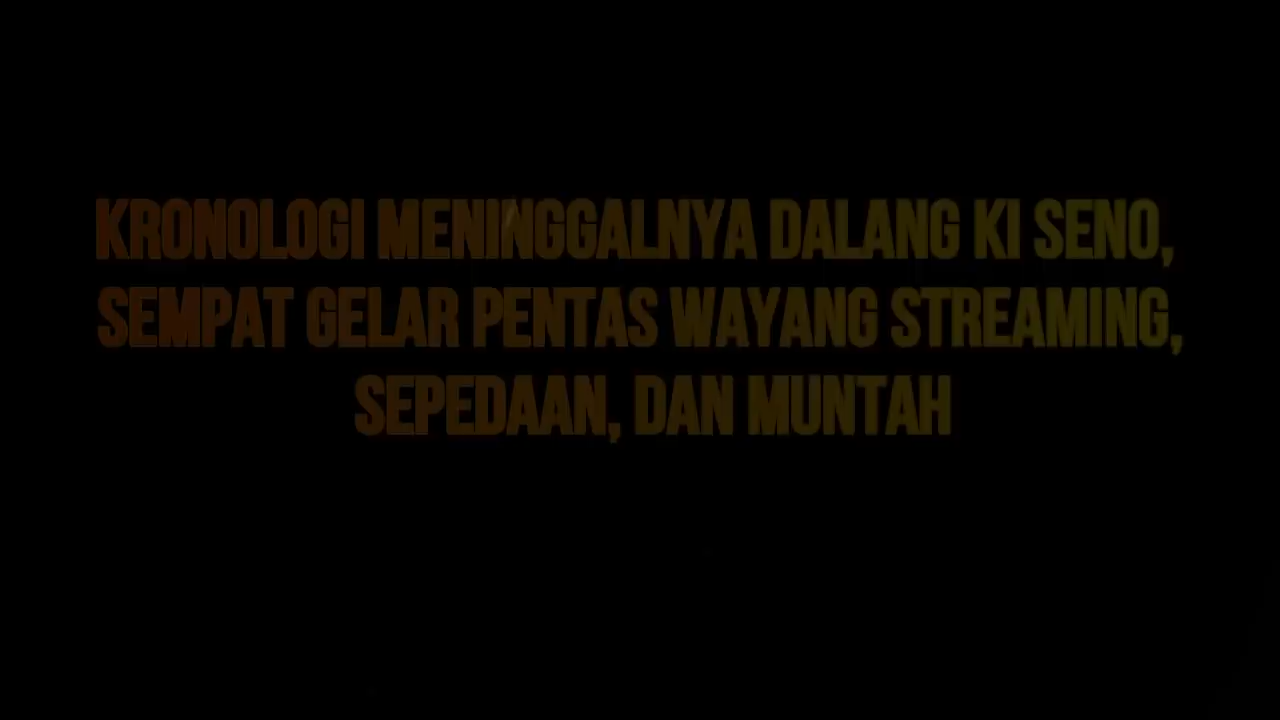 KRONOLOGI MENINGGALNYA DALANG KI SENO,
SEMPAT GELAR PENTAS WAYANG STREAMING,
SEPEDAAN, DAN MUNTAH